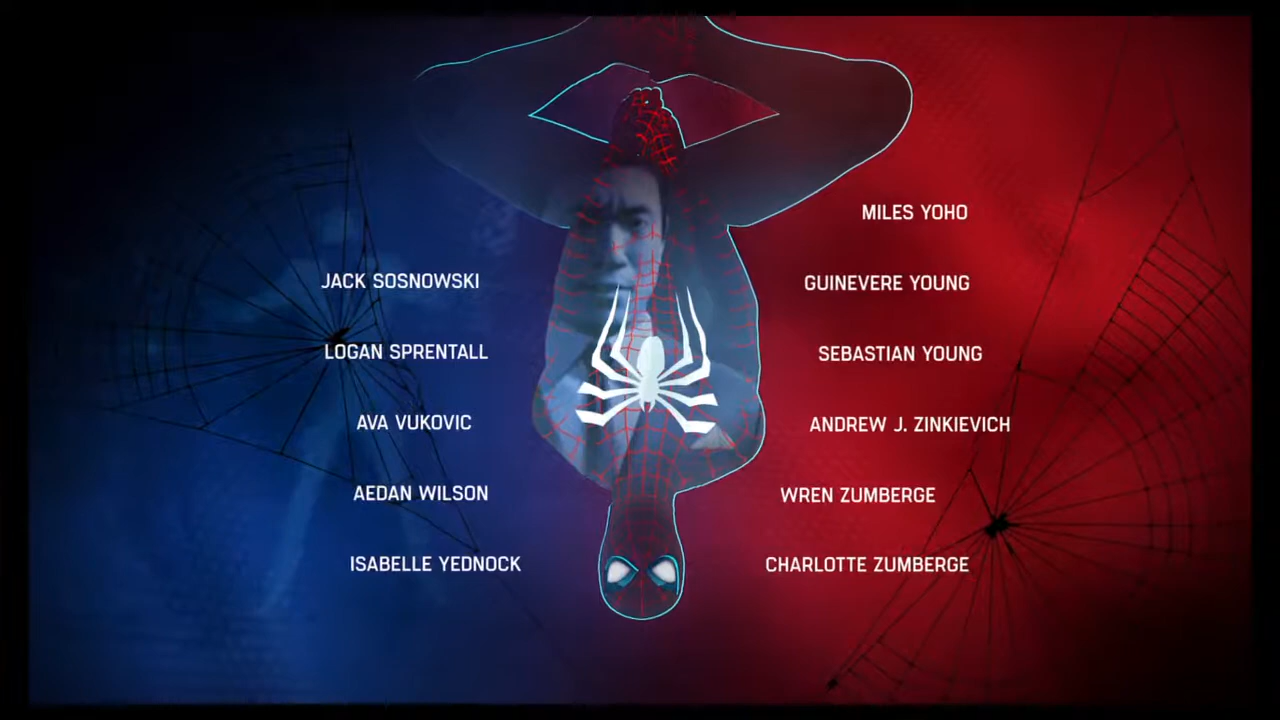 JACK SOSNOWSKI
LOGAN SPRENTALL
AVA VUKOVIC
AEDAN WILSON
ISABELLE YEDNOCK
MILES YOHO
GUINEVERE YOUNG
SEBASTIAN YOUNG
ANDREW J. ZINKIEVICH
WREN ZUMBERGE
CHARLOTTE ZUMBERGE